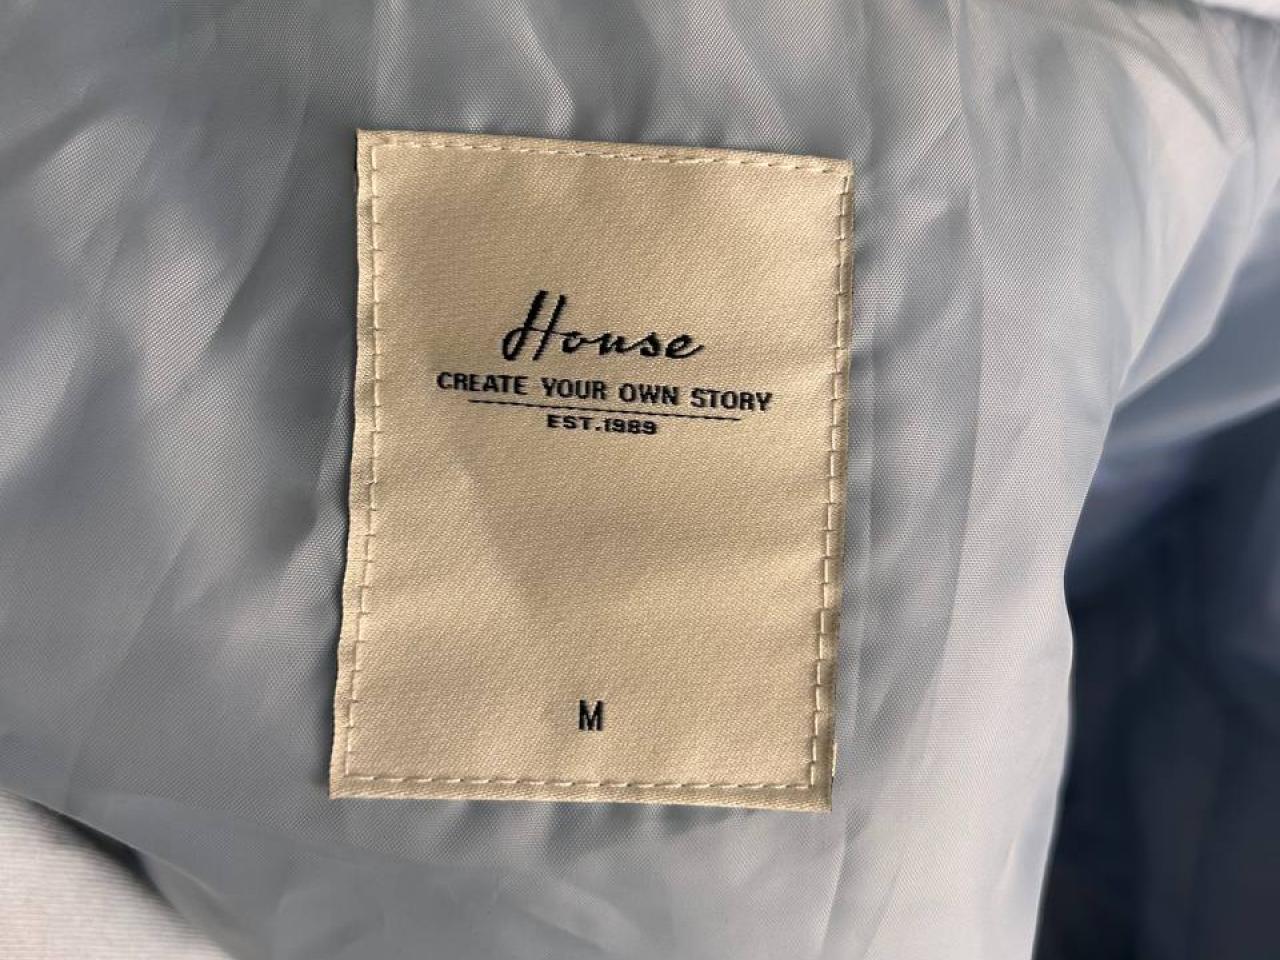 House
CREATE YOUR OWN STORY
EST.1989
M